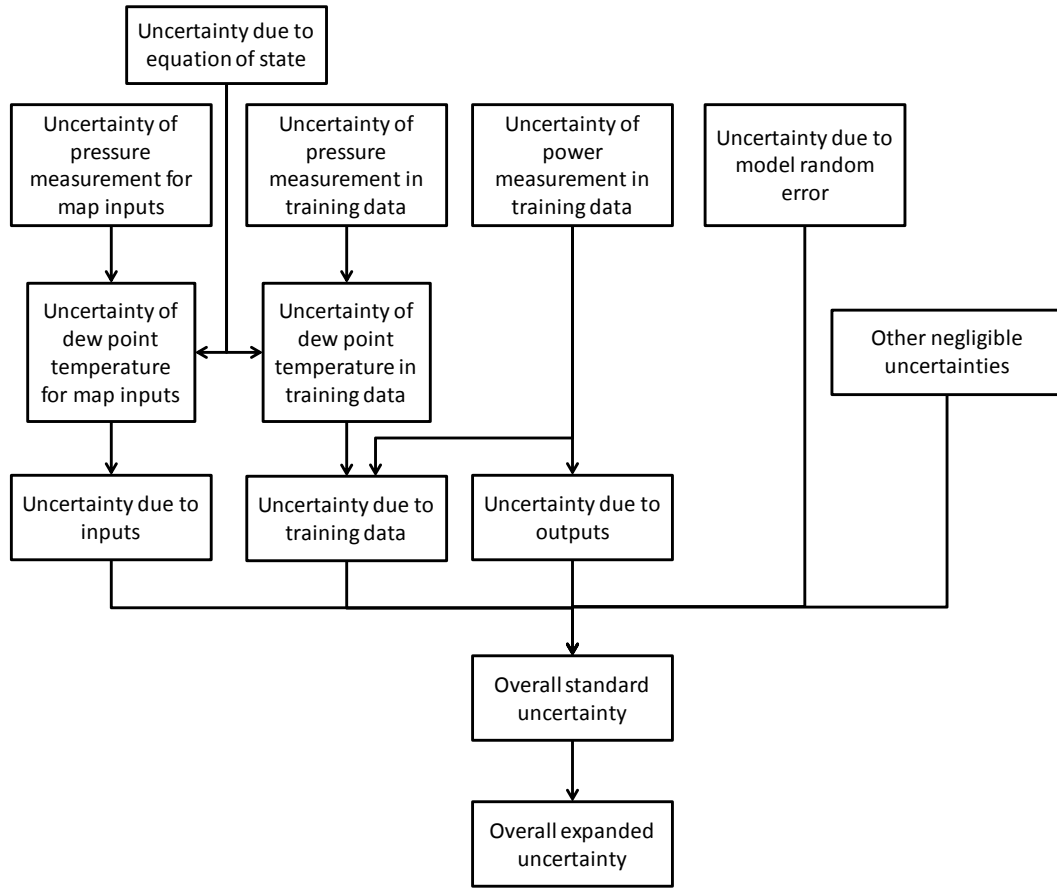 Uncertainty due to
equation of state
Uncertainty of
pressure
measurement for
map inputs
Uncertainty of
pressure
measurement in
training data
Uncertainty of
power
measurement in
training data
Uncertainty due to
model random
error
Uncertainty of
dew point
temperature
for map inputs
Uncertainty of
dew point
temperature in
training data
Other negligible
uncertainties
Uncertainty due to
inputs
Uncertainty due to
training data
Uncertainty due to
outputs
Overall standard
uncertainty
Overall expanded
uncertainty